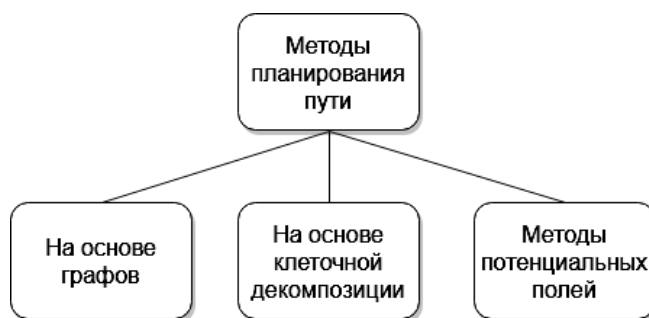 Методы
планирования
пути
На основе
графов
На основе
клеточной
декомпозиции
Методы
потенциальных
полей